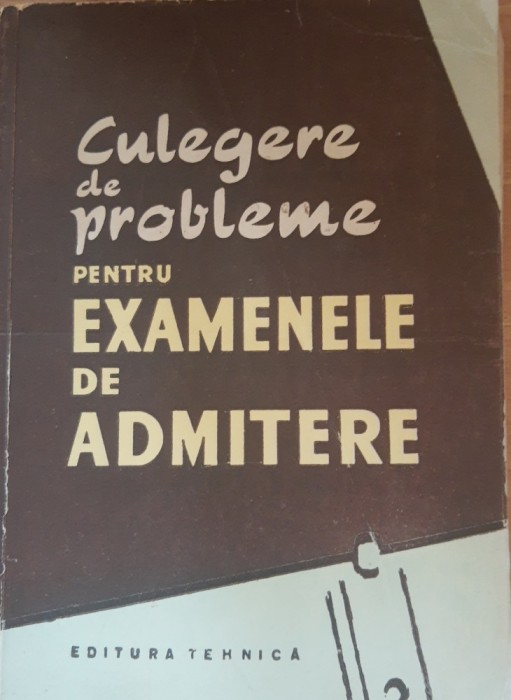 Culegere
de
probleme
PENTRU
EXAMENELE
DE
ADMITERE
EDITURA TEHNICĂ